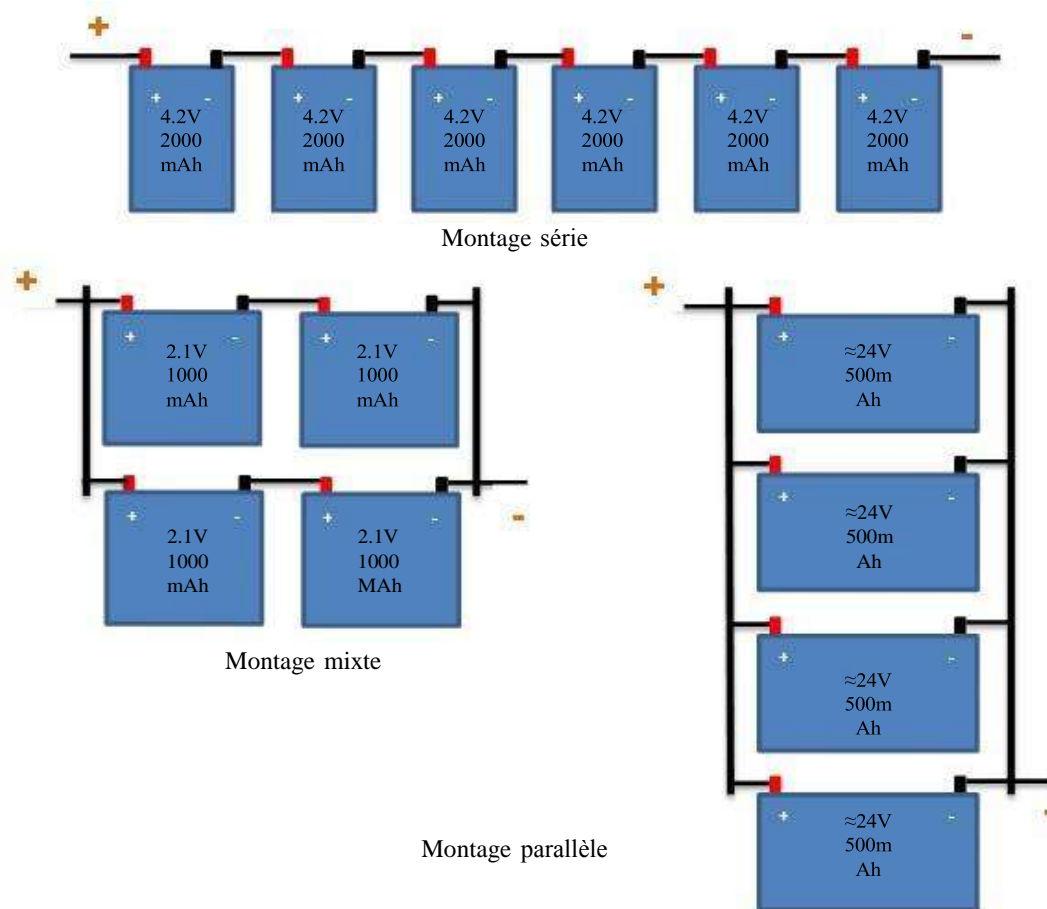 + -
+ - + - + - + - + - + -
4.2V 4.2V 4.2V 4.2V 4.2V 4.2V
2000 2000 2000 2000 2000 2000
mAh mAh mAh mAh mAh mAh
Montage série
+
+ - + -
2.1V 2.1V
1000 1000
mAh mAh
+ - + -
-
2.1V 2.1V
1000 1000
mAh MAh
Montage mixte
+
+ -
≈24V
500m
Ah
+ -
≈24V
500m
Ah
+ -
≈24V
500m
Ah
+ -
≈24V
500m
Ah
Montage parallèle